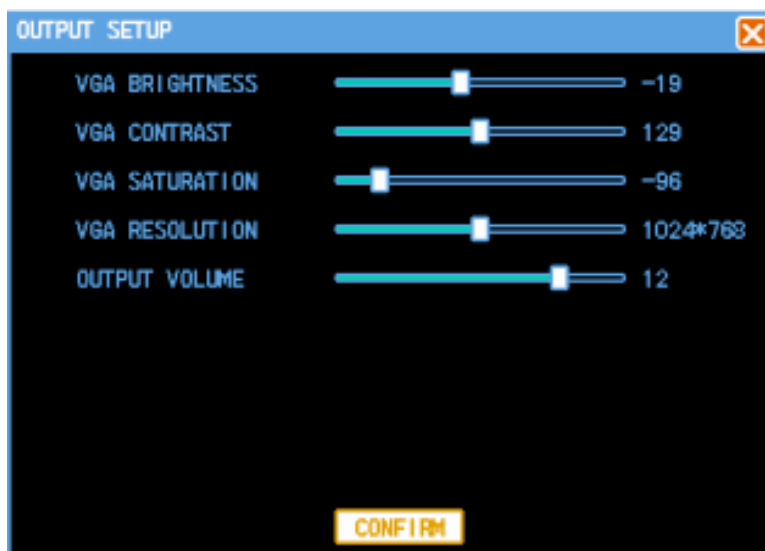 OUTPUT SETUP
VGA BRIGHTNESS -19
VGA CONTRAST 129
VGA SATURATION -96
VGA RESOLUTION 1024*768
OUTPUT VOLUME 12
CONFIRM